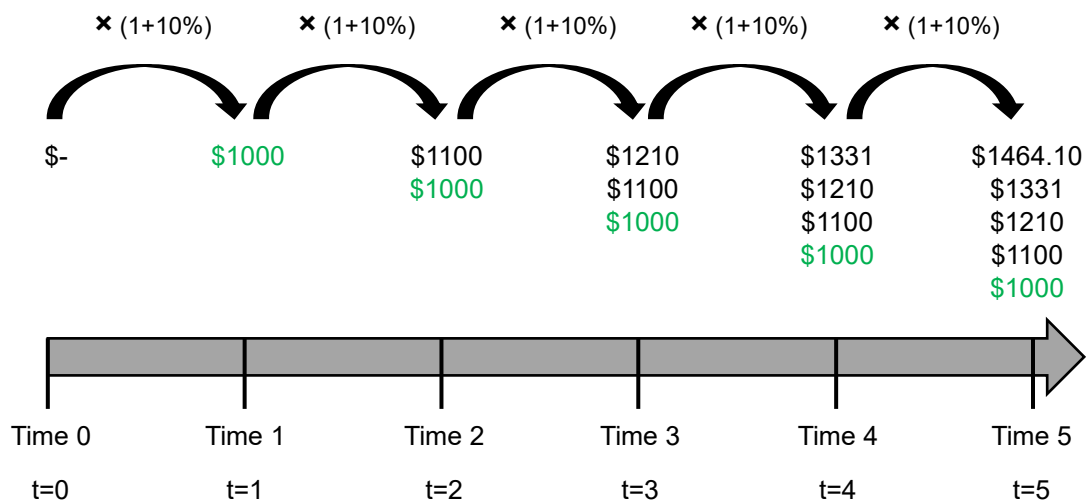 × (1+10%) × (1+10%) × (1+10%) × (1+10%) × (1+10%)
$- $1000 $1100 $1210 $1331 $1464.10
$1000 $1100 $1210 $1331
$1000 $1100 $1210
$1000 $1100
$1000
Time 0 Time 1 Time 2 Time 3 Time 4 Time 5
t=0 t=1 t=2 t=3 t=4 t=5